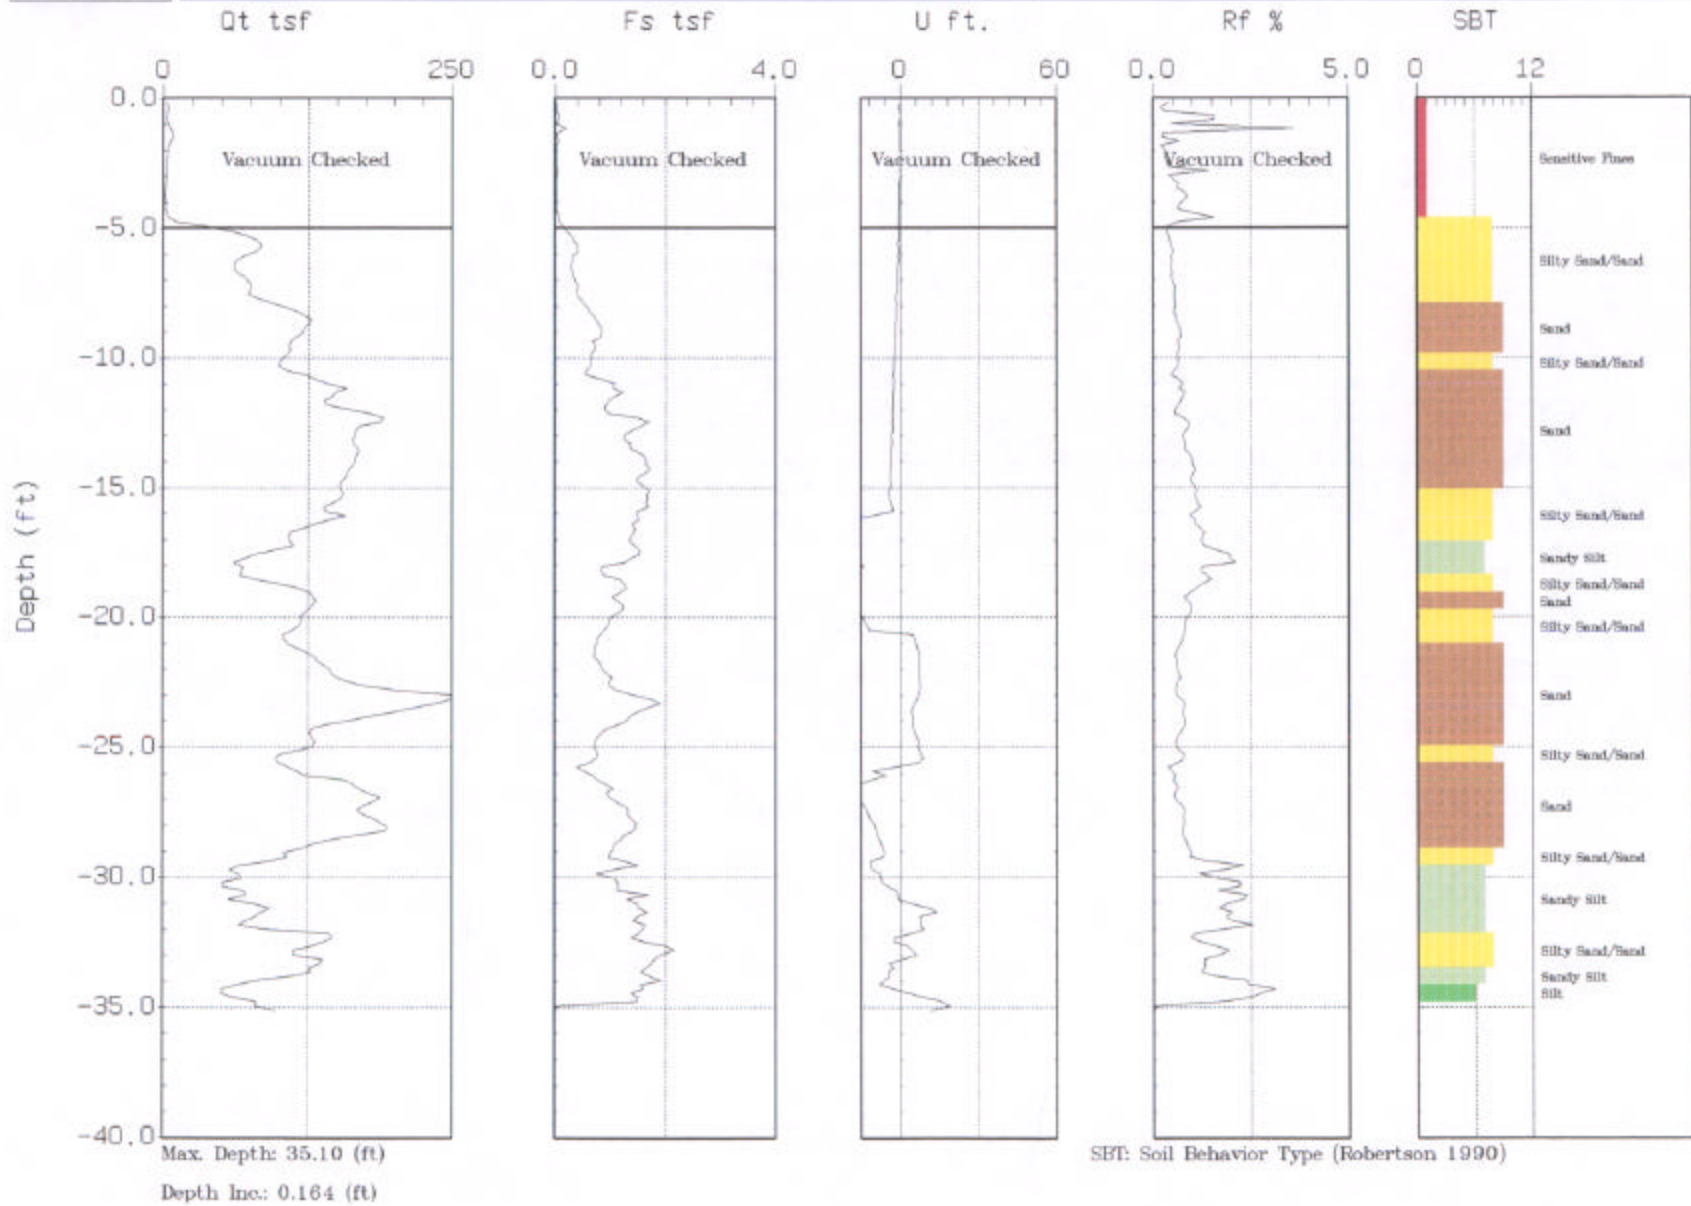 Qt tsf Fs tsf U ft. Rf % SBT
0 250 0.0 4.0 0 60 0.0 5.0 0 12
0.0
Vacuum Checked Vacuum Checked Vacuum Checked Vacuum Checked Sensitive Fines
-5.0
Silty Sand/Sand
Sand
-10.0
Silty Sand/Sand
Sand
-15.0
Silty Sand/Sand
Sandy Silt
Silty Sand/Sand
Sand
-20.0
Silty Sand/Sand
Depth (ft)
Sand
-25.0
Silty Sand/Sand
Sand
Silty Sand/Sand
-30.0
Sandy Silt
Silty Sand/Sand
Sandy Silt
Silt
-35.0
-40.0
Max. Depth: 35.10 (ft)
SBT: Soil Behavior Type (Robertson 1990)
Depth Inc.: 0.164 (ft)